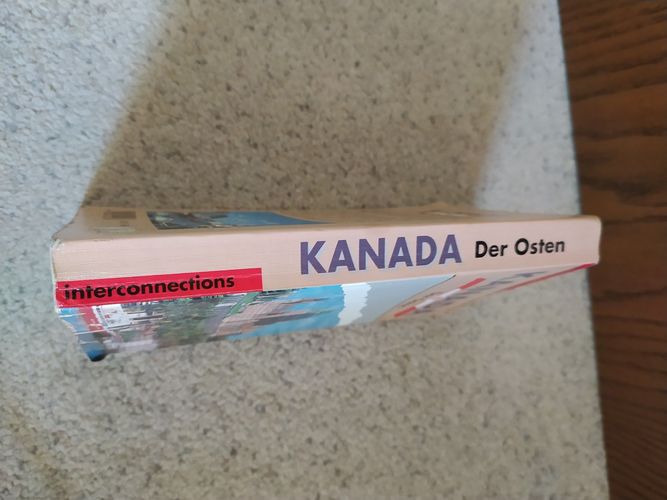 KANADA Der Osten
interconnections